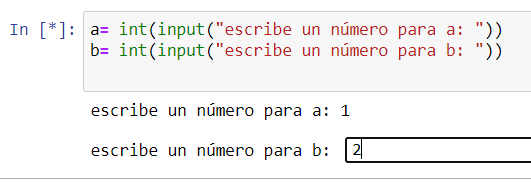 In [*]: a= int(input("escribe un número para a: "))
b= int(input("escribe un número para b: "))
escribe un número para a: 1
escribe un número para b: 2